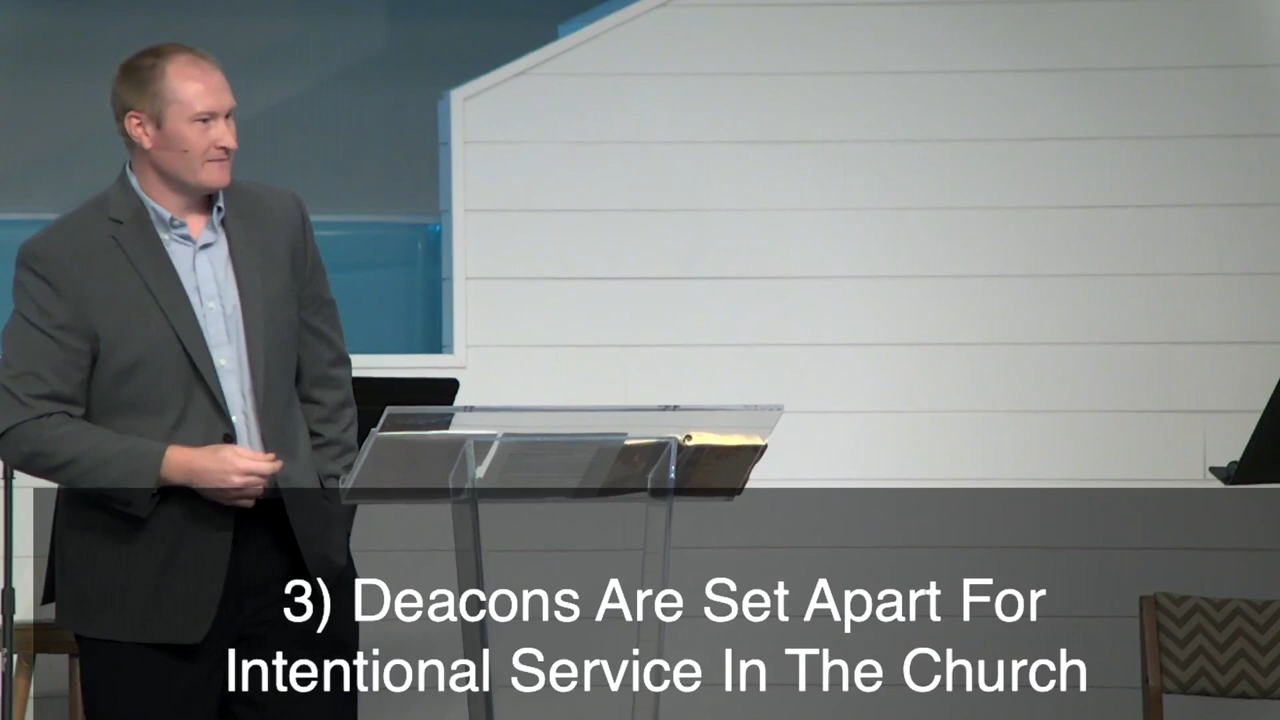 3) Deacons Are Set Apart For
Intentional Service In The Church